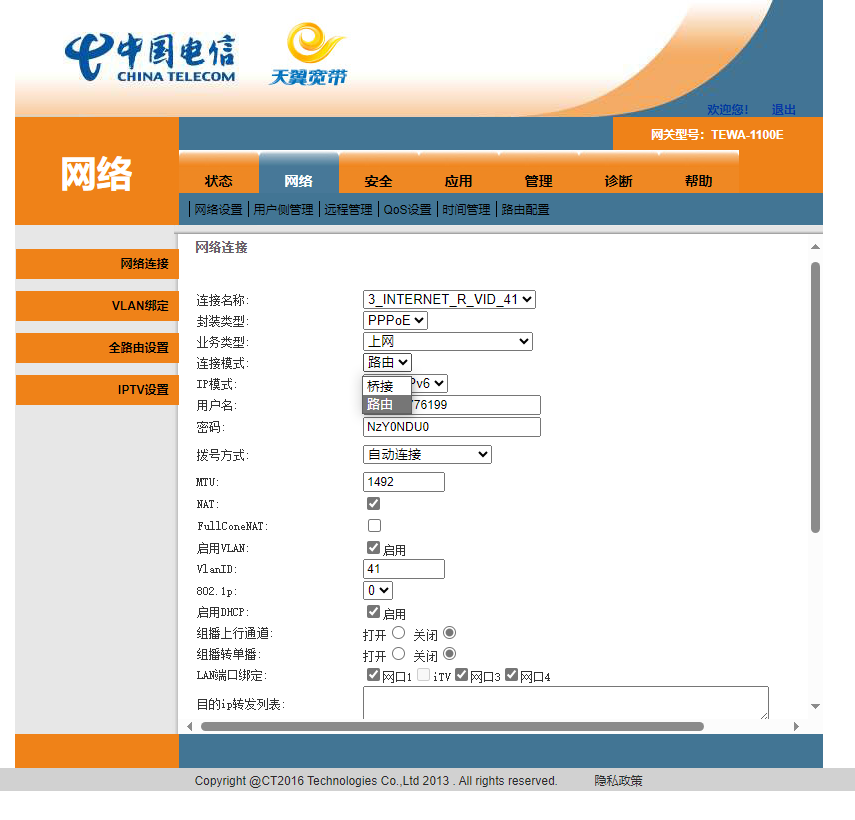 中国电信
CHINA TELECOM
天翼宽带
欢迎您! 退出
网关型号: TEWA-1100E
网络
状态 网络 安全 应用 管理 诊断 帮助
网络设置 用户侧管理 远程管理 QoS设置 时间管理 路由配置
网络连接
VLAN绑定
全路由设置
IPTV设置
网络连接
连接名称: 3_INTERNET_R_VID_41
封装类型: PPPoE
业务类型: 上网
连接模式: 路由
桥接
路由
IP模式: Pv6
用户名: 776199
密码: NzY0NDU0
拨号方式: 自动连接
MTU: 1492
NAT:
FullConeNAT:
启用VLAN: 启用
VlanID: 41
802.1p: 0
启用DHCP: 启用
组播上行通道: 打开 关闭
组播转单播: 打开 关闭
LAN端口绑定: 网口1 iTV 网口3 网口4
目的ip转发列表:
Copyright @CT2016 Technologies Co.,Ltd 2013 . All rights reserved. 隐私政策